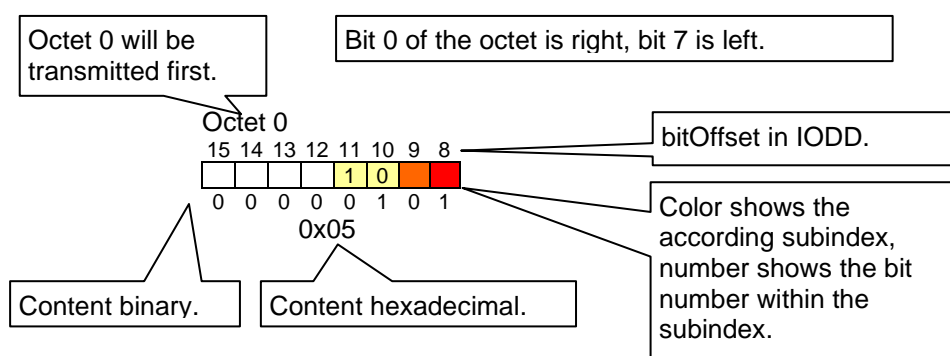 Octet 0 will be
transmitted first.
Bit 0 of the octet is right, bit 7 is left.
Octet 0
15 14 13 12 11 10 9 8
1 0
0 0 0 0 0 1 0 1
0x05
bitOffset in IODD.
Color shows the
according subindex,
number shows the bit
number within the
subindex.
Content binary.
Content hexadecimal.